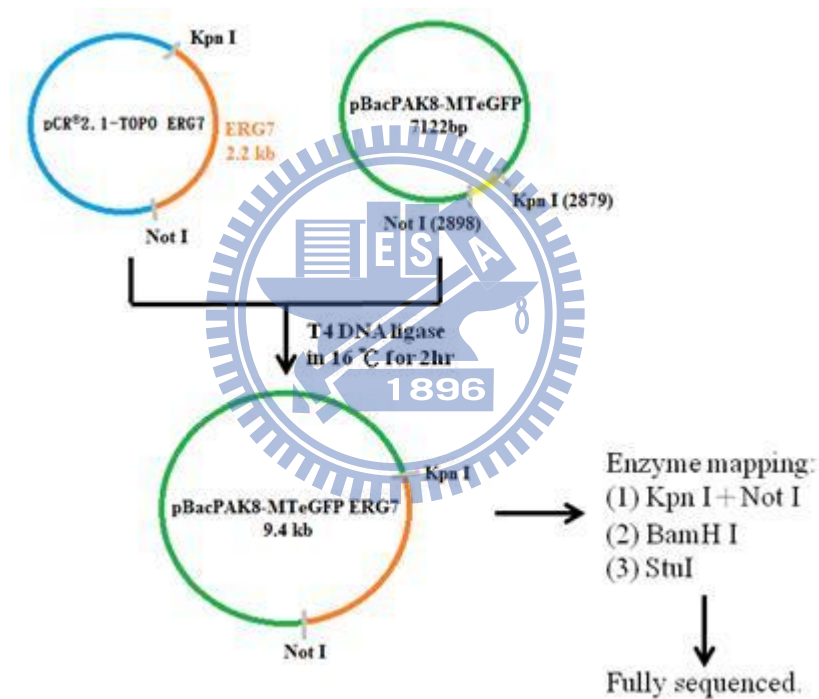 Kpn I
pCR®2.1-TOPO ERG7
ERG7
2.2 kb
Not I
pBacPAK8-MTeGFP
7122bp
Kpn I (2879)
Not I (2898)
E S A
T4 DNA ligase
in 16 ℃ for 2hr
1896
Kpn I
pBacPAK8-MTeGFP ERG7
9.4 kb
Not I
Enzyme mapping:
(1) Kpn I+Not I
(2) BamH I
(3) StuI
Fully sequenced.